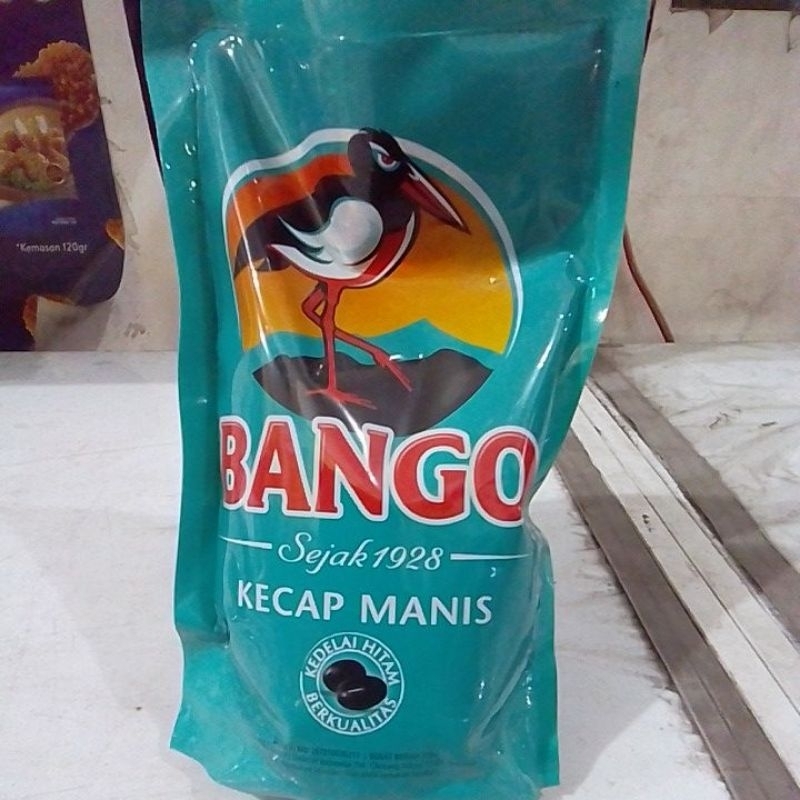 *Kemasan 120gr
BANGO
Sejak 1928
KECAP MANIS
KEDELAI HITAM
BERKUALITAS